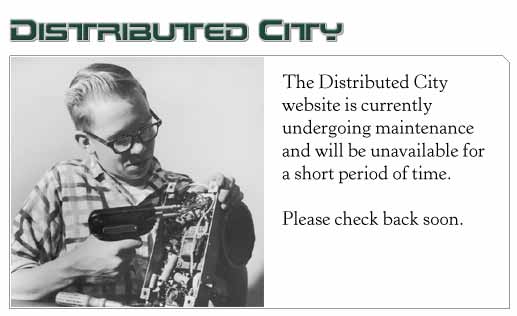 Distributed City
The Distributed City
website is currently
undergoing maintenance
and will be unavailable for
a short period of time.
Please check back soon.